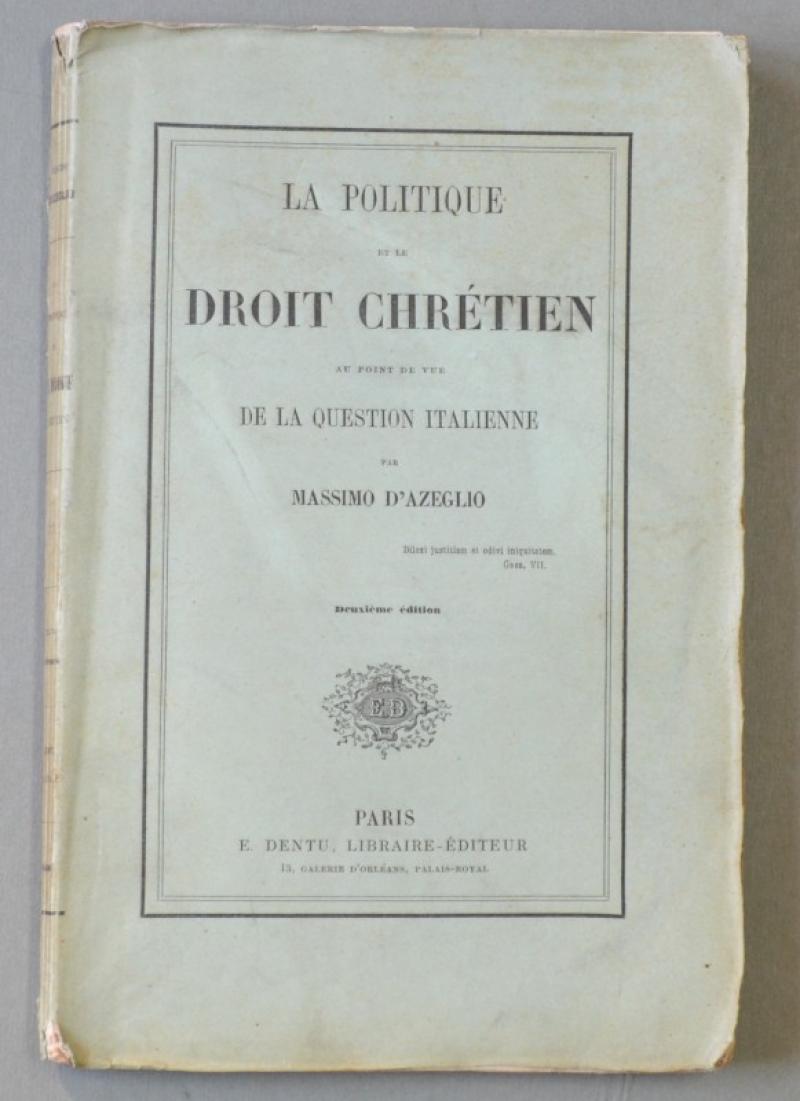 LA POLITIQUE
ET LE
DROIT CHRÉTIEN
AU POINT DE VUE
DE LA QUESTION ITALIENNE
PAR
MASSIMO D'AZEGLIO
Dilexi justitiam et odivi iniquitatem.
VII.
Deuxième édition
ED
PARIS
E. DENTU, LIBRAIRE-ÉDITEUR
13, GALERIE D'ORLÉANS, PALAIS-ROYAL